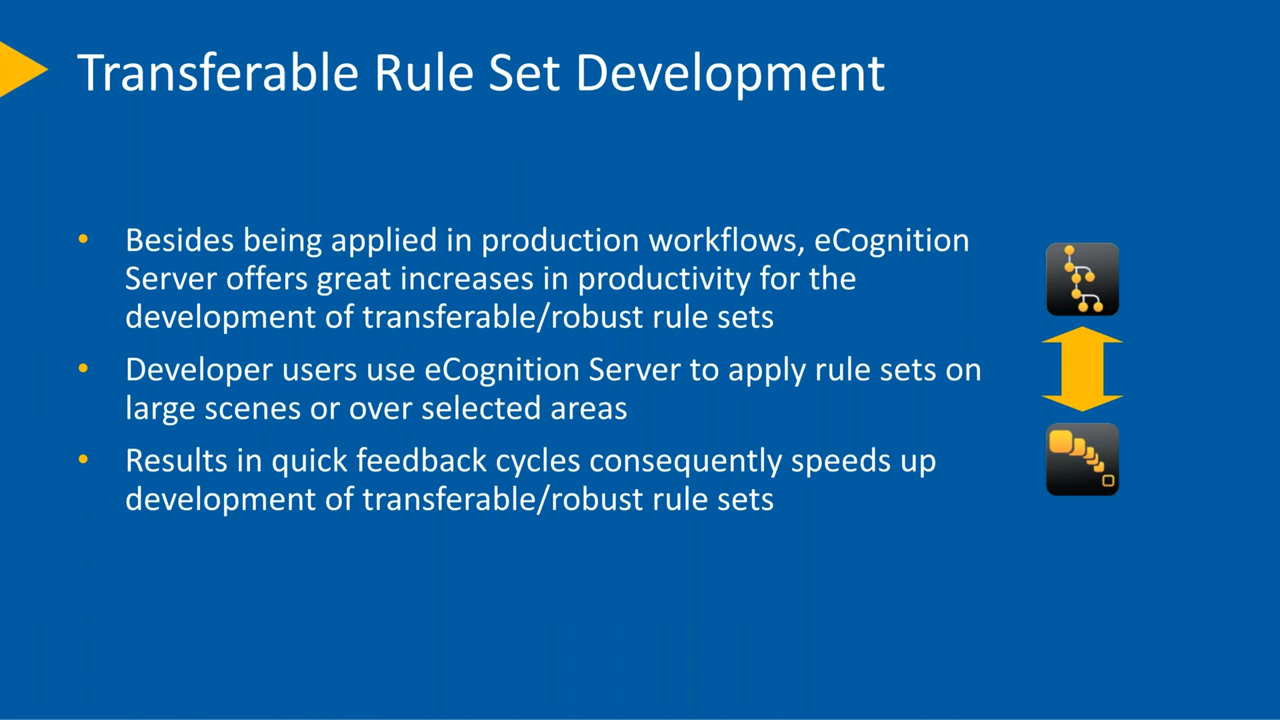 Transferable Rule Set Development
• Besides being applied in production workflows, eCognition
Server offers great increases in productivity for the
development of transferable/robust rule sets
• Developer users use eCognition Server to apply rule sets on
large scenes or over selected areas
• Results in quick feedback cycles consequently speeds up
development of transferable/robust rule sets